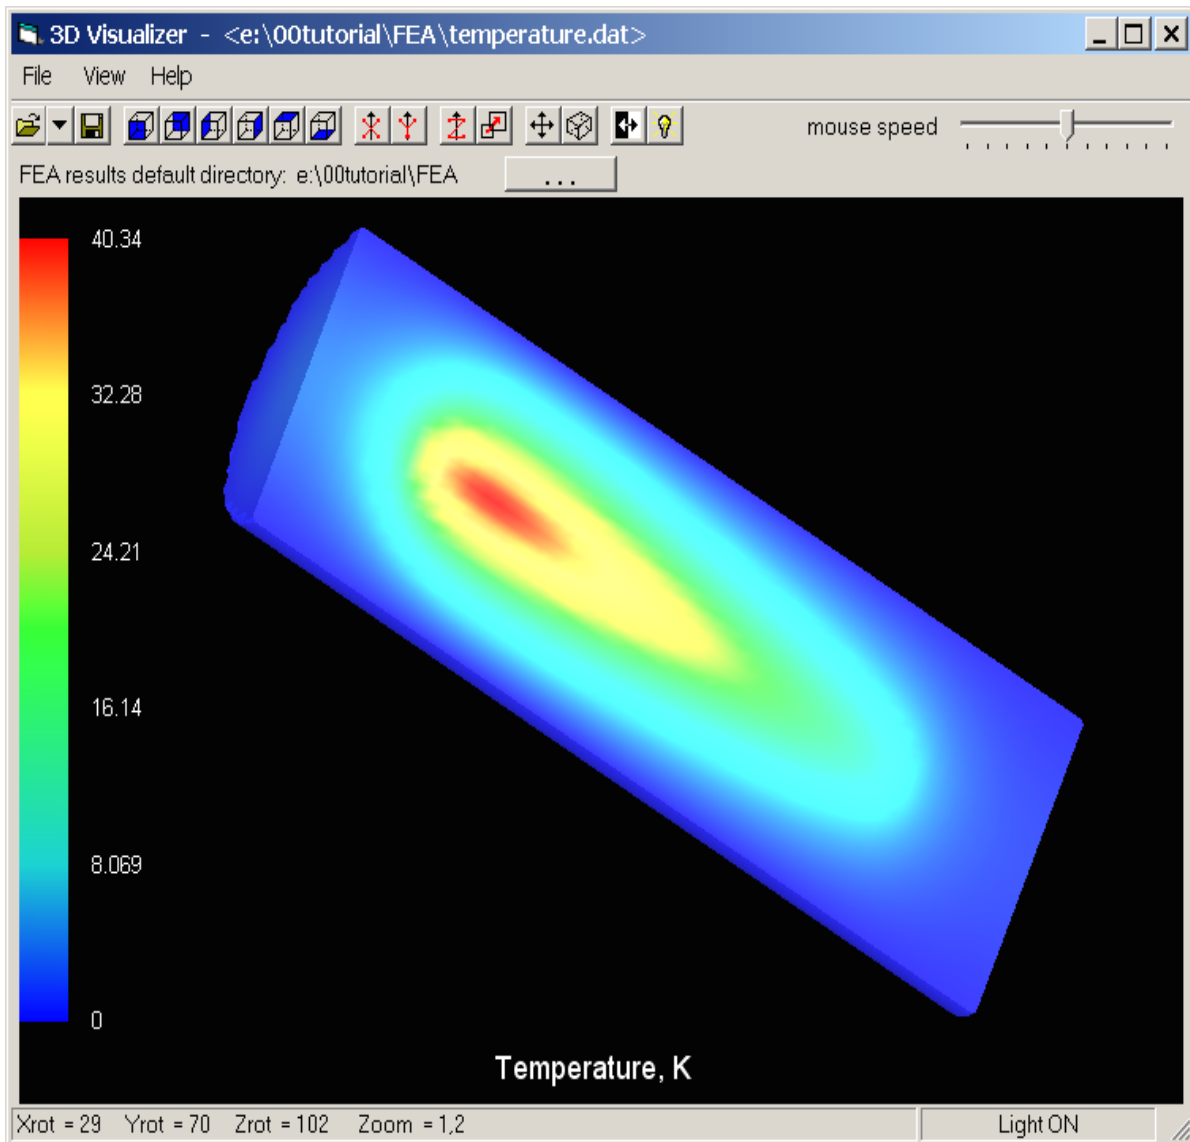 3D Visualizer - <e:\00tutorial\FEA\temperature.dat>
File View Help
mouse speed
FEA results default directory: e:\00tutorial\FEA ...
40.34
32.28
24.21
16.14
8.069
0
Temperature, K
Xrot = 29 Yrot = 70 Zrot = 102 Zoom = 1,2 Light ON